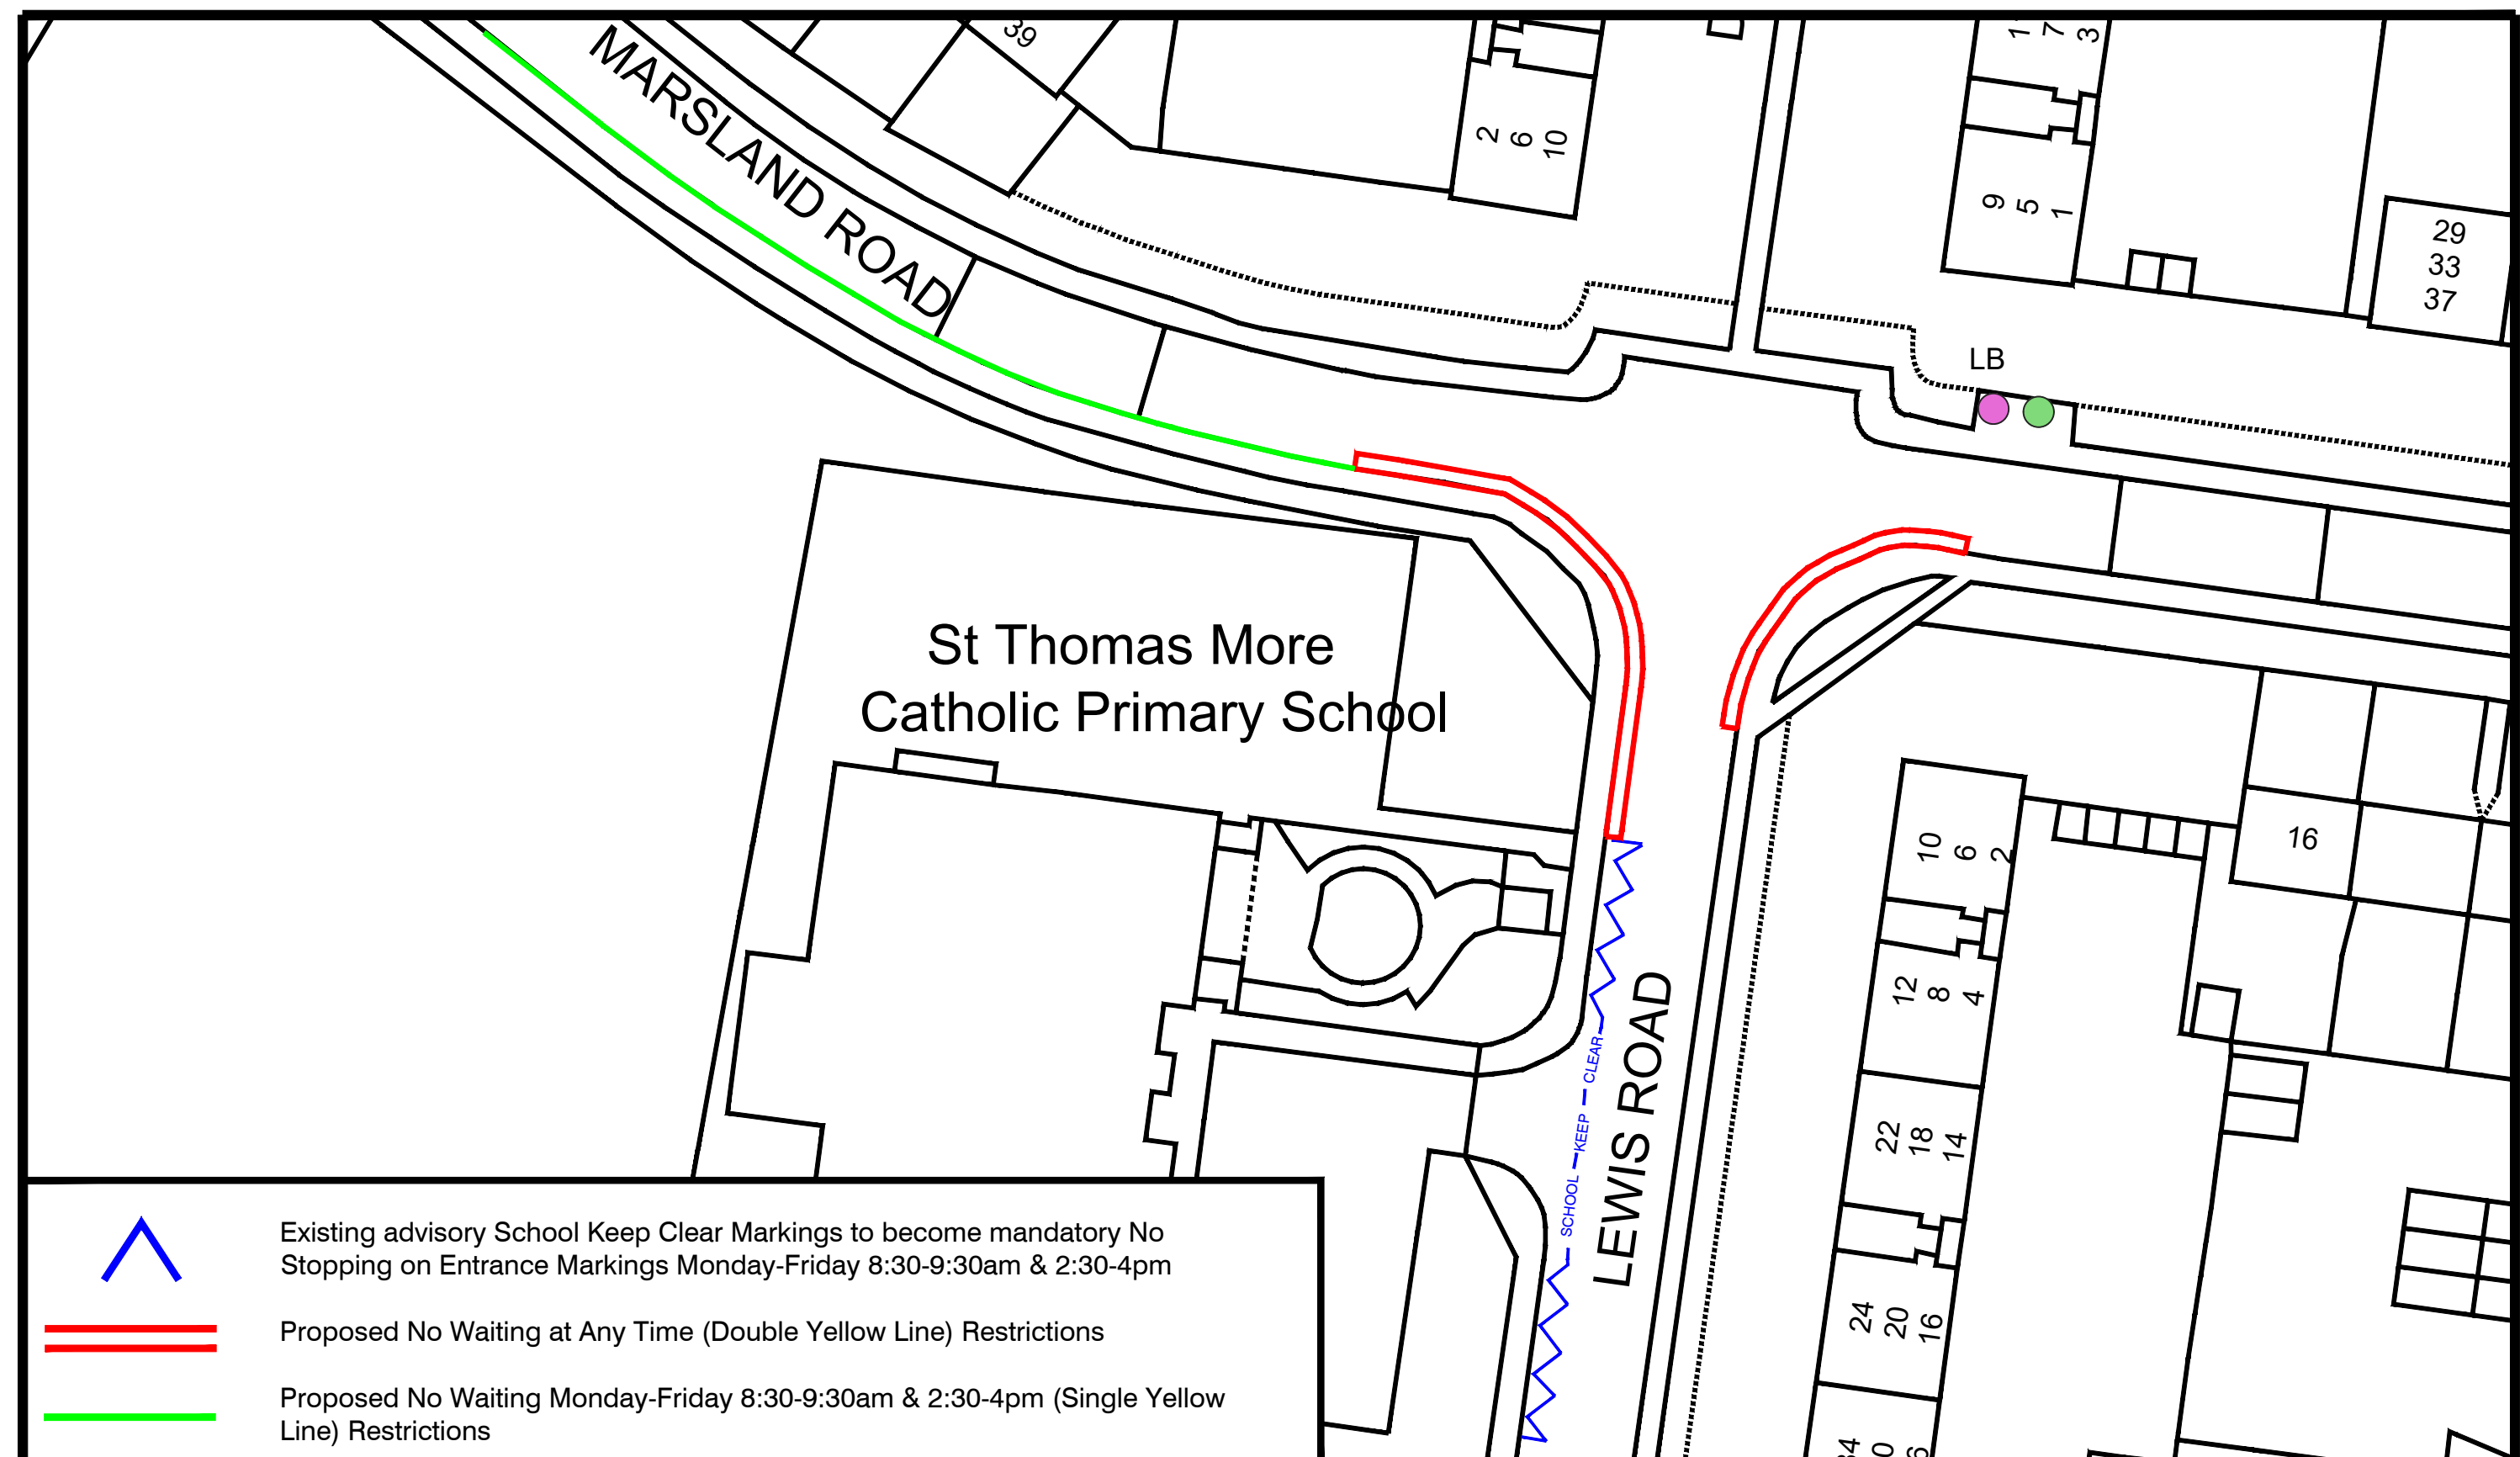 39
MARSLAND ROAD
2
6
10
1
7
3
9
5
1
29
33
37
LB
St Thomas More
Catholic Primary School
10
6
2
16
12
8
4
SCHOOL KEEP CLEAR
LEWIS ROAD
22
18
14
24
20
16
Existing advisory School Keep Clear Markings to become mandatory No
Stopping on Entrance Markings Monday-Friday 8:30-9:30am & 2:30-4pm
Proposed No Waiting at Any Time (Double Yellow Line) Restrictions
Proposed No Waiting Monday-Friday 8:30-9:30am & 2:30-4pm (Single Yellow
Line) Restrictions